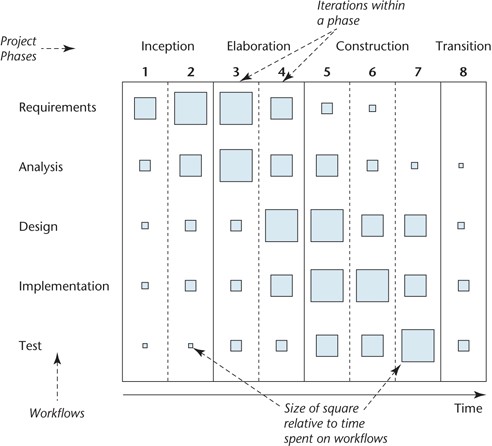 Iterations within
a phase
Project
Phases
Inception Elaboration Construction Transition
1 2 3 4 5 6 7 8
Requirements
Analysis
Design
Implementation
Test
Workflows
Size of square
relative to time
spent on workflows
Time